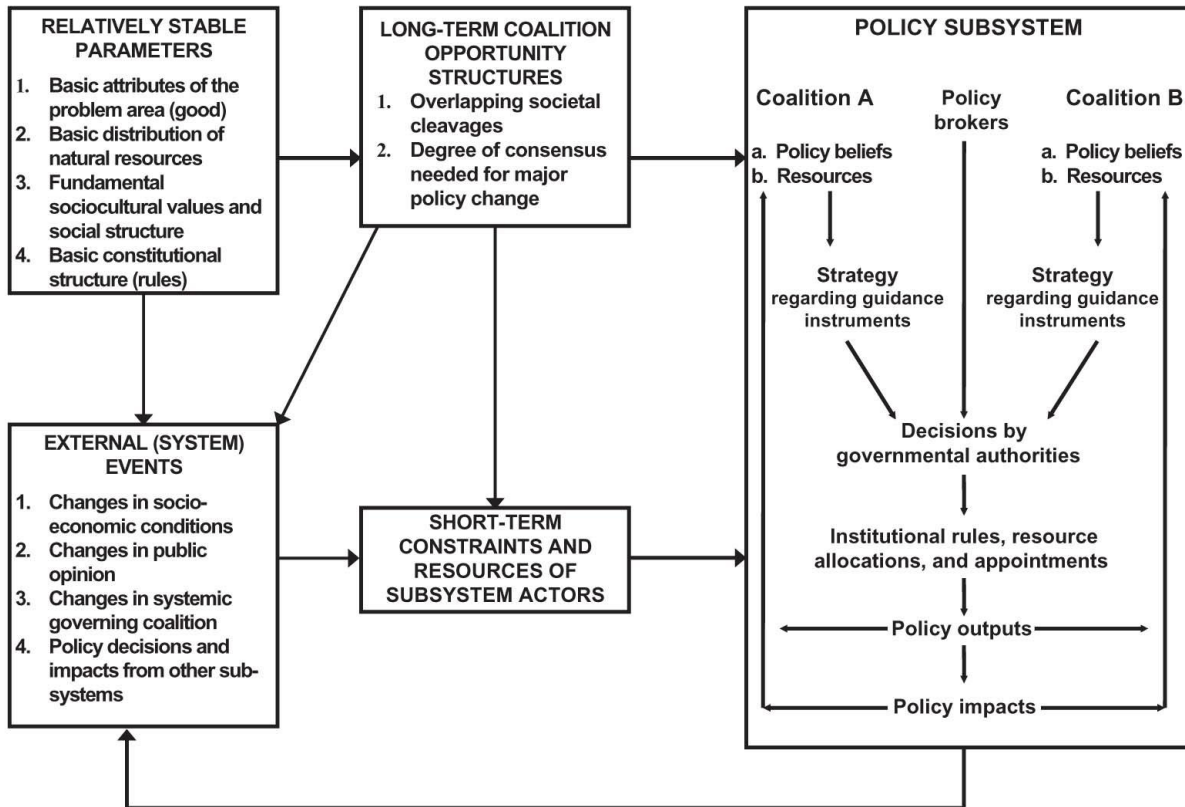 RELATIVELY STABLE
PARAMETERS
1. Basic attributes of the
problem area (good)
2. Basic distribution of
natural resources
3. Fundamental
sociocultural values and
social structure
4. Basic constitutional
structure (rules)
LONG-TERM COALITION
OPPORTUNITY
STRUCTURES
1. Overlapping societal
cleavages
2. Degree of consensus
needed for major
policy change
EXTERNAL (SYSTEM)
EVENTS
1. Changes in socio-
economic conditions
2. Changes in public
opinion
3. Changes in systemic
governing coalition
4. Policy decisions and
impacts from other sub-
systems
SHORT-TERM
CONSTRAINTS AND
RESOURCES OF
SUBSYSTEM ACTORS
POLICY SUBSYSTEM
Coalition A
a. Policy beliefs
b. Resources
Strategy
regarding guidance
instruments
Policy
brokers
Coalition B
a. Policy beliefs
b. Resources
Strategy
regarding guidance
instruments
Decisions by
governmental authorities
Institutional rules, resource
allocations, and appointments
Policy outputs
Policy impacts